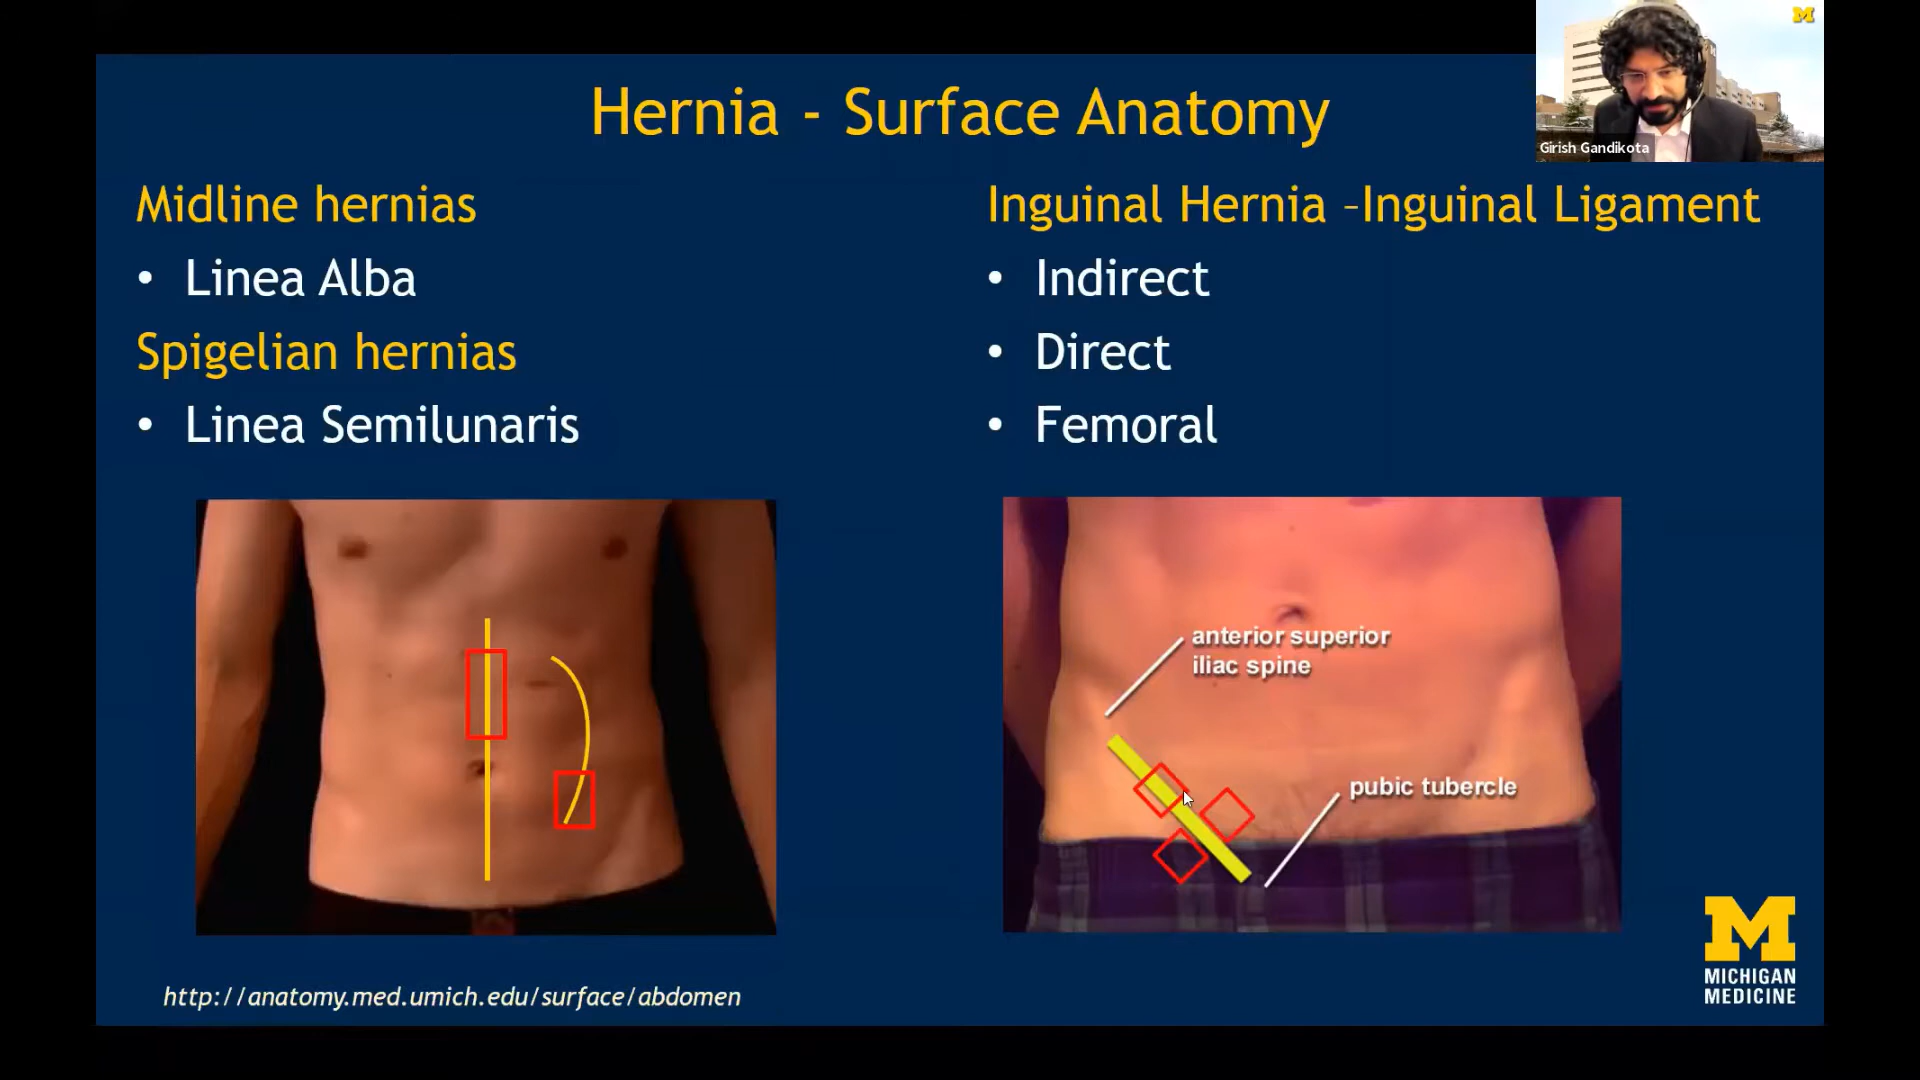 Hernia - Surface Anatomy
M
Girish Gandikota
Midline hernias
• Linea Alba
Spigelian hernias
• Linea Semilunaris
Inguinal Hernia –Inguinal Ligament
• Indirect
• Direct
• Femoral
anterior superior
iliac spine
pubic tubercle
http://anatomy.med.umich.edu/surface/abdomen
M
MICHIGAN
MEDICINE